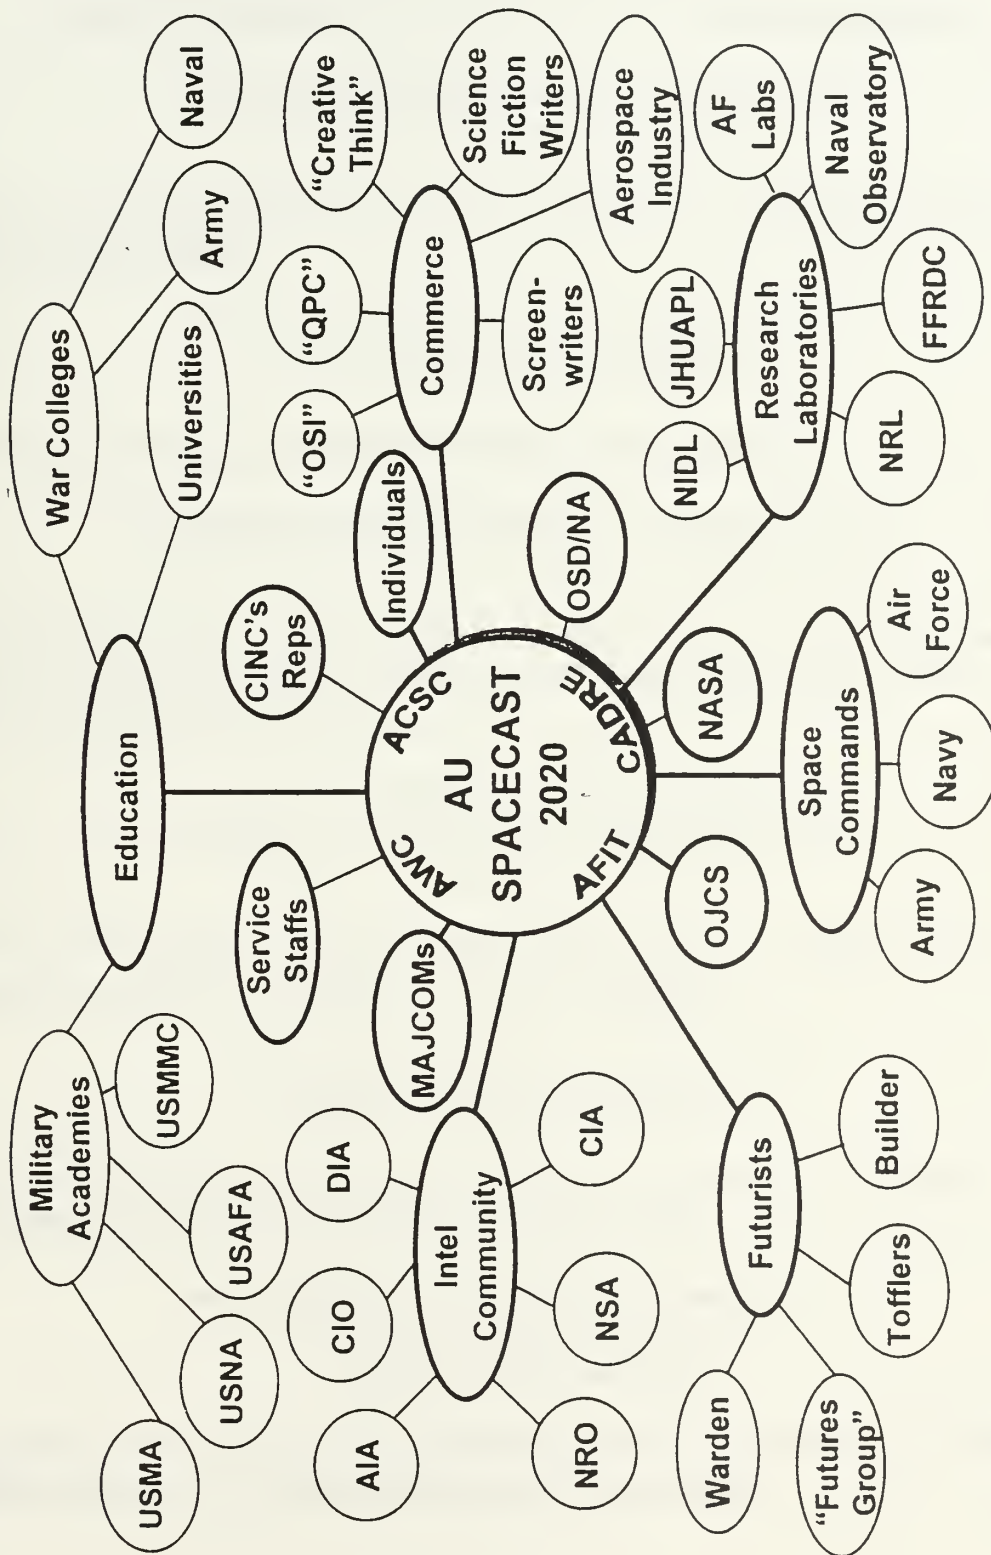 USMA
USNA
USAFA
USMMC
Military
Academies
Education
War Colleges
Universities
Army
Naval
AIA
CIO
DIA
Intel
Community
NRO
NSA
CIA
Service
Staffs
MAJCOMs
CINC's
Reps
Individuals
AWC
ACSC
AU
SPACECAST
2020
AFIT
CADRE
"OSI"
"QPC"
"Creative
Think"
Commerce
Science
Fiction
Writers
Screen-
writers
Aerospace
Industry
OSD/NA
NASA
OJCS
Warden
"Futures
Group"
Tofflers
Builder
Futurists
Space
Commands
Army
Navy
Air
Force
NIDL
JHUAPL
Research
Laboratories
AF
Labs
Naval
Observatory
NRL
FFRDC